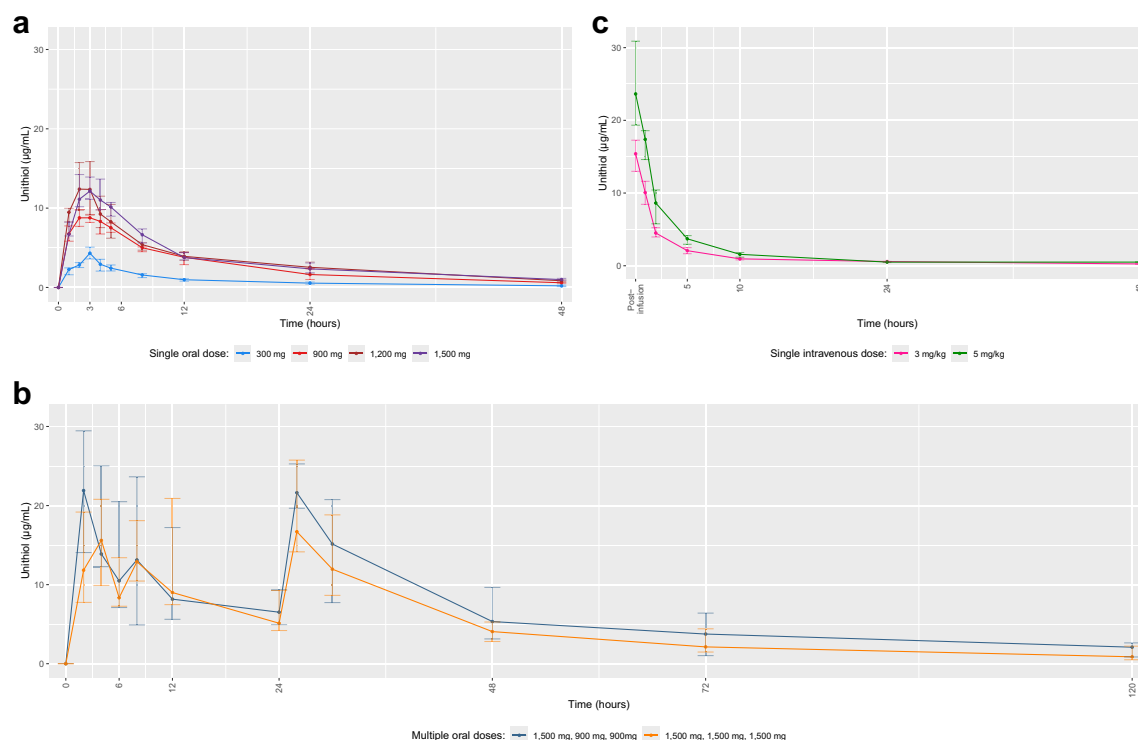 a
30
20
10
0
Unithiol (µg/mL)
0 3 6 12 24 48
Time (hours)
Single oral dose: 300 mg 900 mg 1,200 mg 1,500 mg
c
30
20
10
0
Unithiol (µg/mL)
Post−
infusion
5 10 24
Time (hours)
Single intravenous dose: 3 mg/kg 5 mg/kg
b
30
20
10
0
Unithiol (µg/mL)
0 6 12 24 48 72 120
Time (hours)
Multiple oral doses: 1,500 mg, 900 mg, 900mg 1,500 mg, 1,500 mg, 1,500 mg